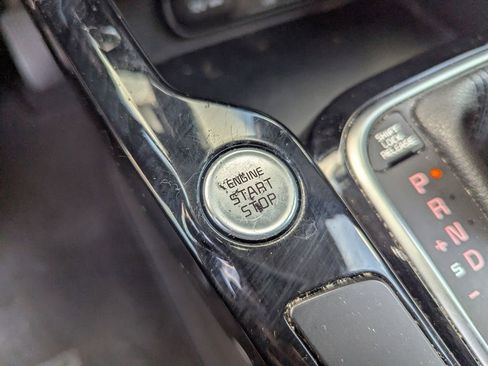 ENGINE
START
STOP
SHIFT
LOCK
RELEASE
P
R
N
D
+
S
-